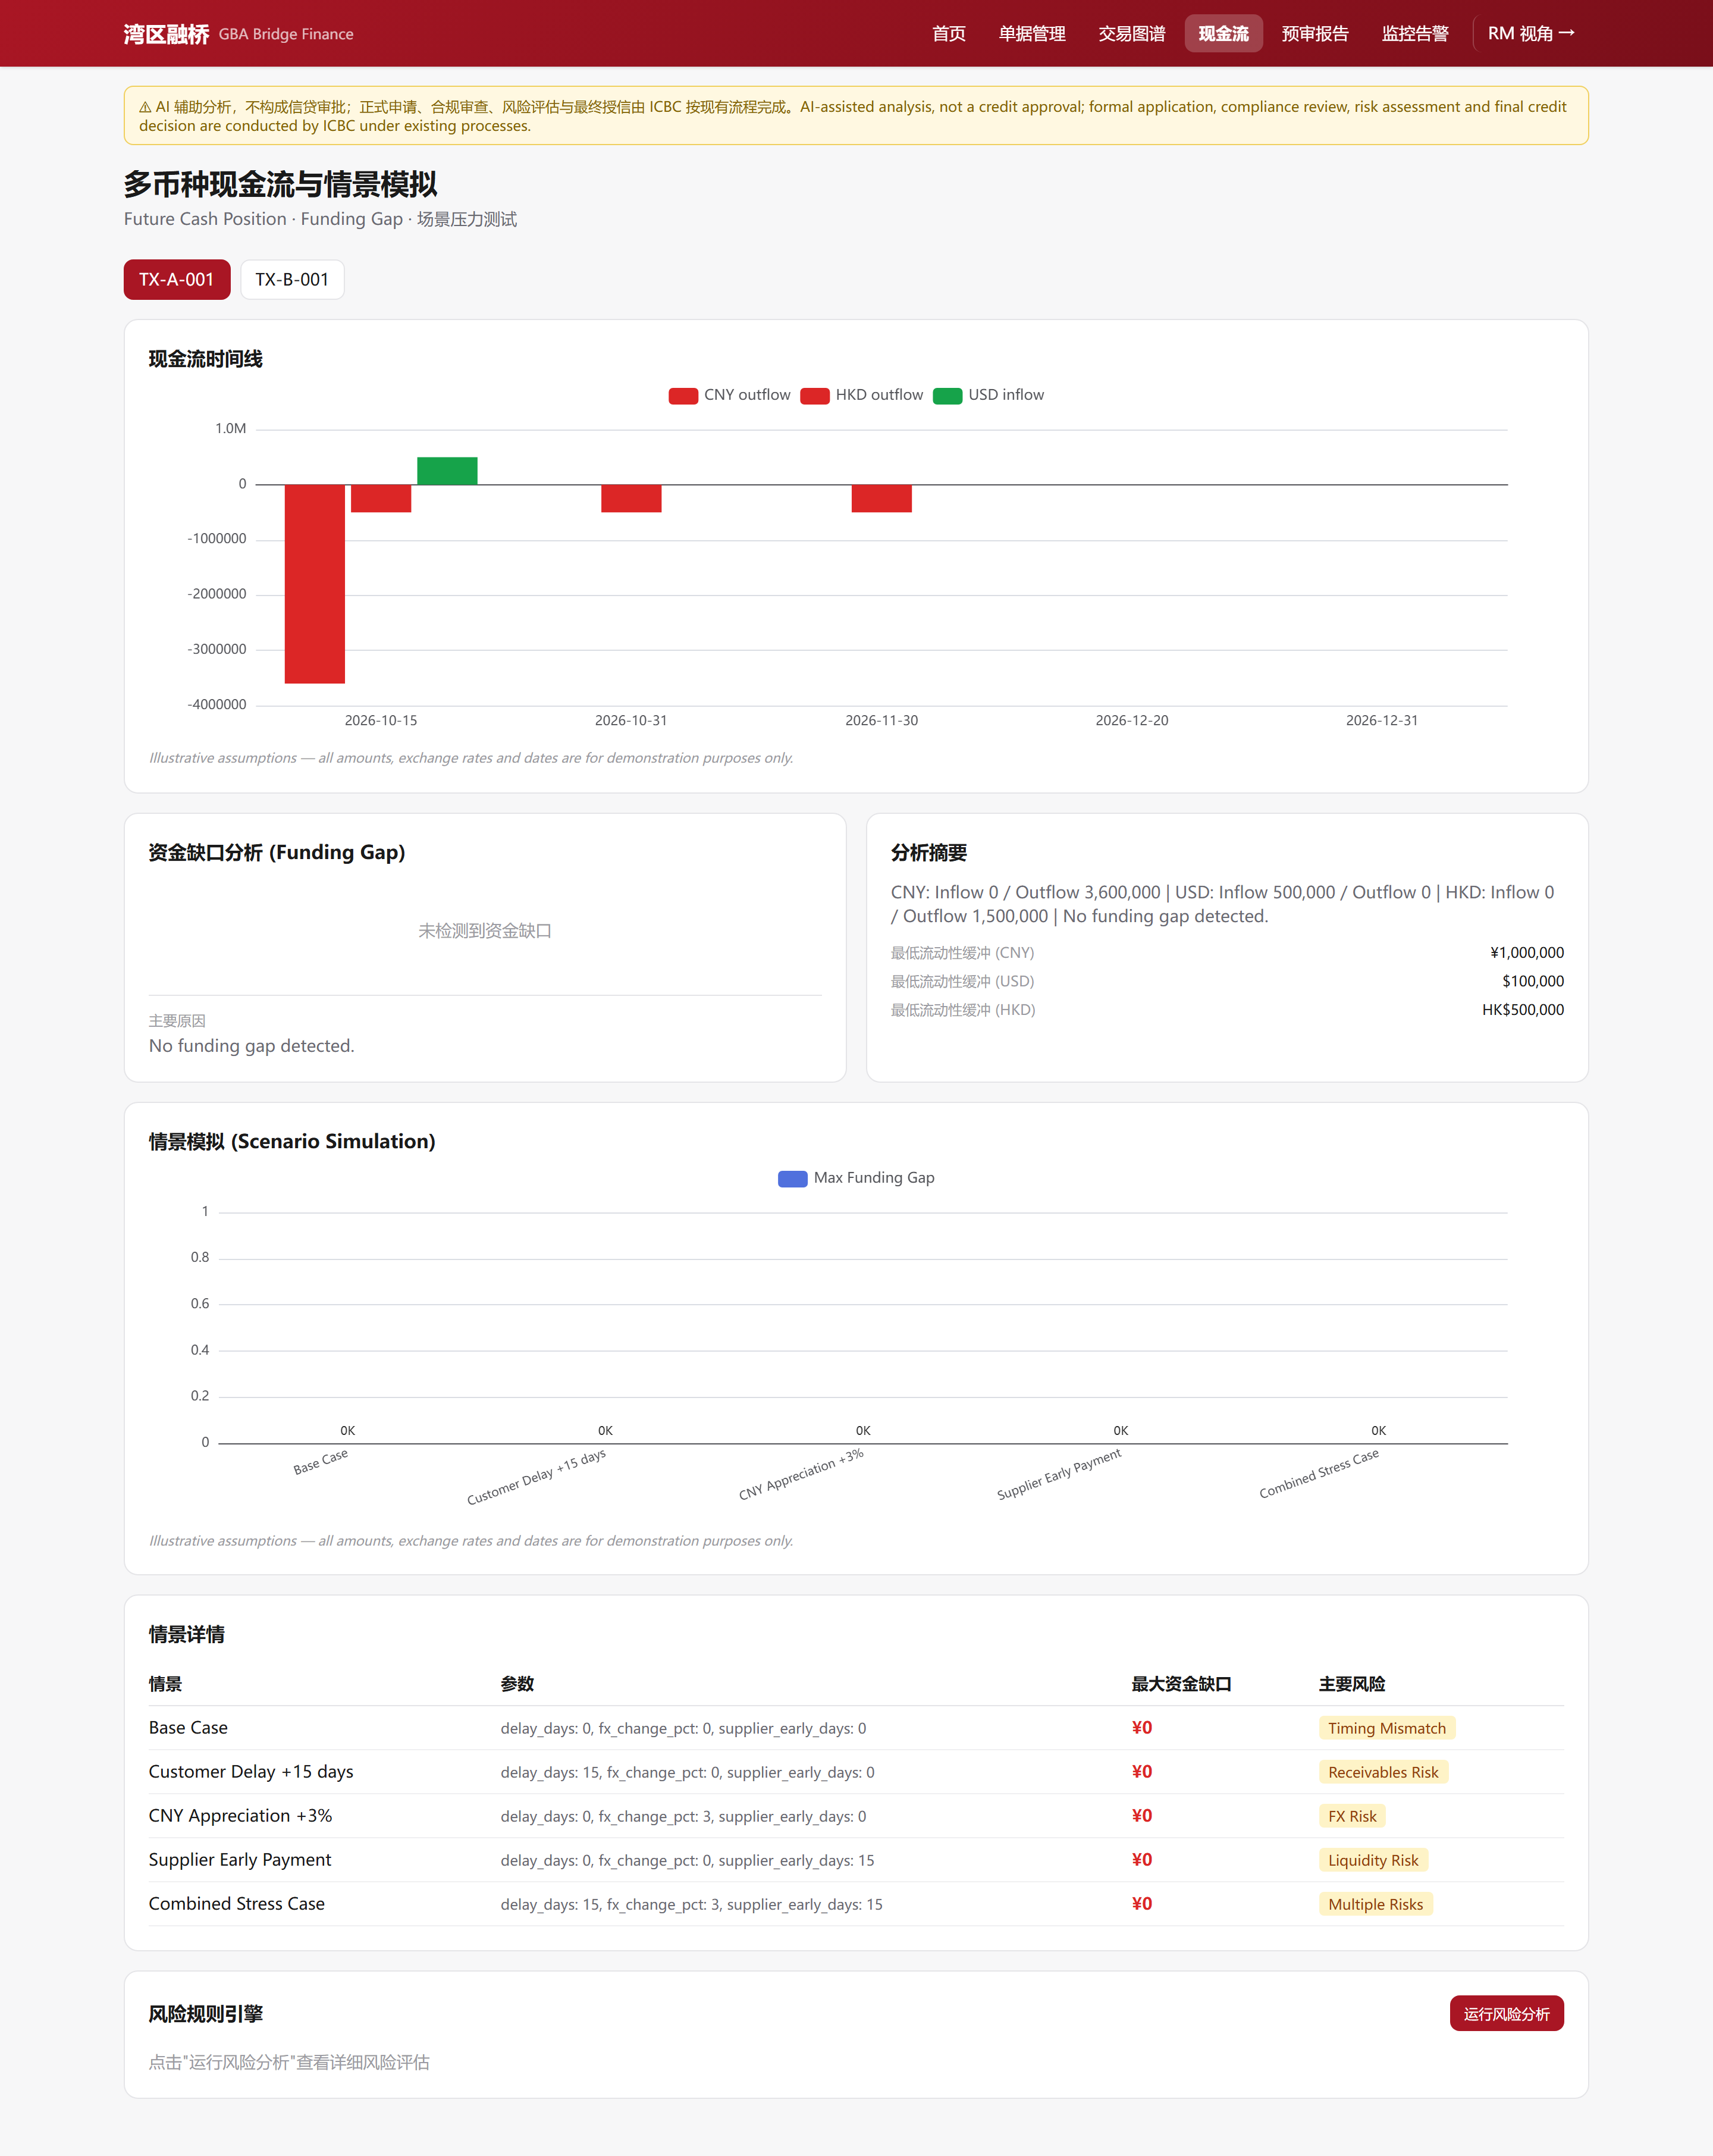 湾区融桥 GBA Bridge Finance
首页 单据管理 交易图谱 现金流 预审报告 监控告警 RM 视角 →
⚠ AI 辅助分析，不构成信贷审批；正式申请、合规审查、风险评估与最终授信由 ICBC 按现有流程完成。AI-assisted analysis, not a credit approval; formal application, compliance review, risk assessment and final credit
decision are conducted by ICBC under existing processes.
多币种现金流与情景模拟
Future Cash Position · Funding Gap · 场景压力测试
TX-A-001 TX-B-001
现金流时间线
CNY outflow HKD outflow USD inflow
1.0M
0
-1000000
-2000000
-3000000
-4000000
2026-10-15 2026-10-31 2026-11-30 2026-12-20 2026-12-31
Illustrative assumptions — all amounts, exchange rates and dates are for demonstration purposes only.
资金缺口分析 (Funding Gap)
未检测到资金缺口
主要原因
No funding gap detected.
分析摘要
CNY: Inflow 0 / Outflow 3,600,000 | USD: Inflow 500,000 / Outflow 0 | HKD: Inflow 0
/ Outflow 1,500,000 | No funding gap detected.
最低流动性缓冲 (CNY) ¥1,000,000
最低流动性缓冲 (USD) $100,000
最低流动性缓冲 (HKD) HK$500,000
情景模拟 (Scenario Simulation)
Max Funding Gap
1
0.8
0.6
0.4
0.2
0
0K 0K 0K 0K 0K
Base Case Customer Delay +15 days CNY Appreciation +3% Supplier Early Payment Combined Stress Case
Illustrative assumptions — all amounts, exchange rates and dates are for demonstration purposes only.
情景详情
情景 参数 最大资金缺口 主要风险
Base Case delay_days: 0, fx_change_pct: 0, supplier_early_days: 0 ¥0 Timing Mismatch
Customer Delay +15 days delay_days: 15, fx_change_pct: 0, supplier_early_days: 0 ¥0 Receivables Risk
CNY Appreciation +3% delay_days: 0, fx_change_pct: 3, supplier_early_days: 0 ¥0 FX Risk
Supplier Early Payment delay_days: 0, fx_change_pct: 0, supplier_early_days: 15 ¥0 Liquidity Risk
Combined Stress Case delay_days: 15, fx_change_pct: 3, supplier_early_days: 15 ¥0 Multiple Risks
风险规则引擎 运行风险分析
点击"运行风险分析"查看详细风险评估